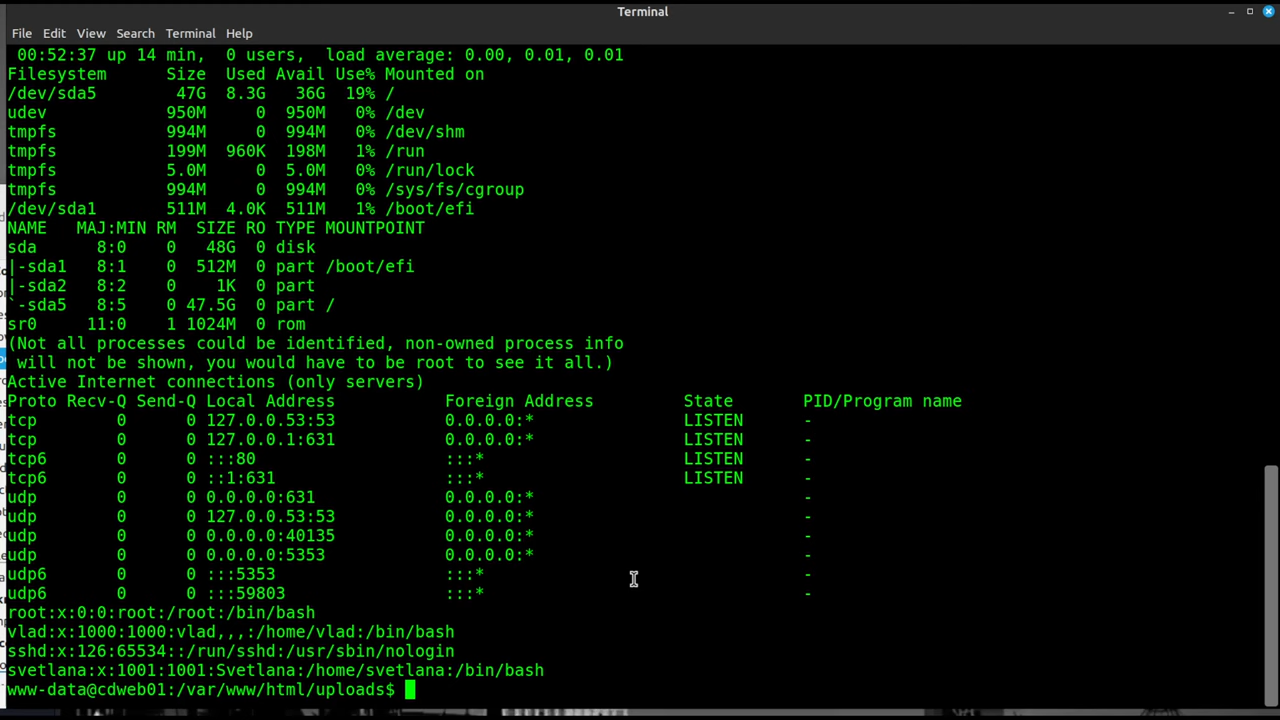 Terminal
File Edit View Search Terminal Help
00:52:37 up 14 min,  0 users,  load average: 0.00, 0.01, 0.01
Filesystem      Size  Used Avail Use% Mounted on
/dev/sda5        47G  8.3G   36G  19% /
udev            950M     0  950M   0% /dev
tmpfs           994M     0  994M   0% /dev/shm
tmpfs           199M  960K  198M   1% /run
tmpfs           5.0M     0  5.0M   0% /run/lock
tmpfs           994M     0  994M   0% /sys/fs/cgroup
/dev/sda1       511M  4.0K  511M   1% /boot/efi
NAME   MAJ:MIN RM  SIZE RO TYPE MOUNTPOINT
sda      8:0    0   48G  0 disk
|-sda1   8:1    0  512M  0 part /boot/efi
|-sda2   8:2    0    1K  0 part
`-sda5   8:5    0 47.5G  0 part /
sr0     11:0    1 1024M  0 rom
(Not all processes could be identified, non-owned process info
 will not be shown, you would have to be root to see it all.)
Active Internet connections (only servers)
Proto Recv-Q Send-Q Local Address           Foreign Address         State       PID/Program name
tcp        0      0 127.0.0.53:53           0.0.0.0:*               LISTEN      -
tcp        0      0 127.0.0.1:631           0.0.0.0:*               LISTEN      -
tcp6       0      0 :::80                   :::*                    LISTEN      -
tcp6       0      0 ::1:631                 :::*                    LISTEN      -
udp        0      0 0.0.0.0:631             0.0.0.0:*                           -
udp        0      0 127.0.0.53:53           0.0.0.0:*                           -
udp        0      0 0.0.0.0:40135           0.0.0.0:*                           -
udp        0      0 0.0.0.0:5353            0.0.0.0:*                           -
udp6       0      0 :::5353                 :::*                                -
udp6       0      0 :::59803                :::*                                -
root:x:0:0:root:/root:/bin/bash
vlad:x:1000:1000:vlad,,,:/home/vlad:/bin/bash
sshd:x:126:65534::/run/sshd:/usr/sbin/nologin
svetlana:x:1001:1001:Svetlana:/home/svetlana:/bin/bash
www-data@cdweb01:/var/www/html/uploads$